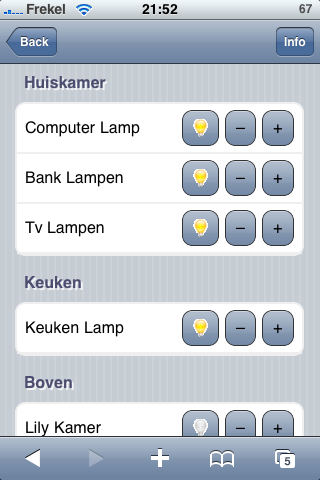 Frekel 21:52 67
Back Info
Huiskamer
Computer Lamp − +
Bank Lampen − +
Tv Lampen − +
Keuken
Keuken Lamp − +
Boven
Lily Kamer − +
5